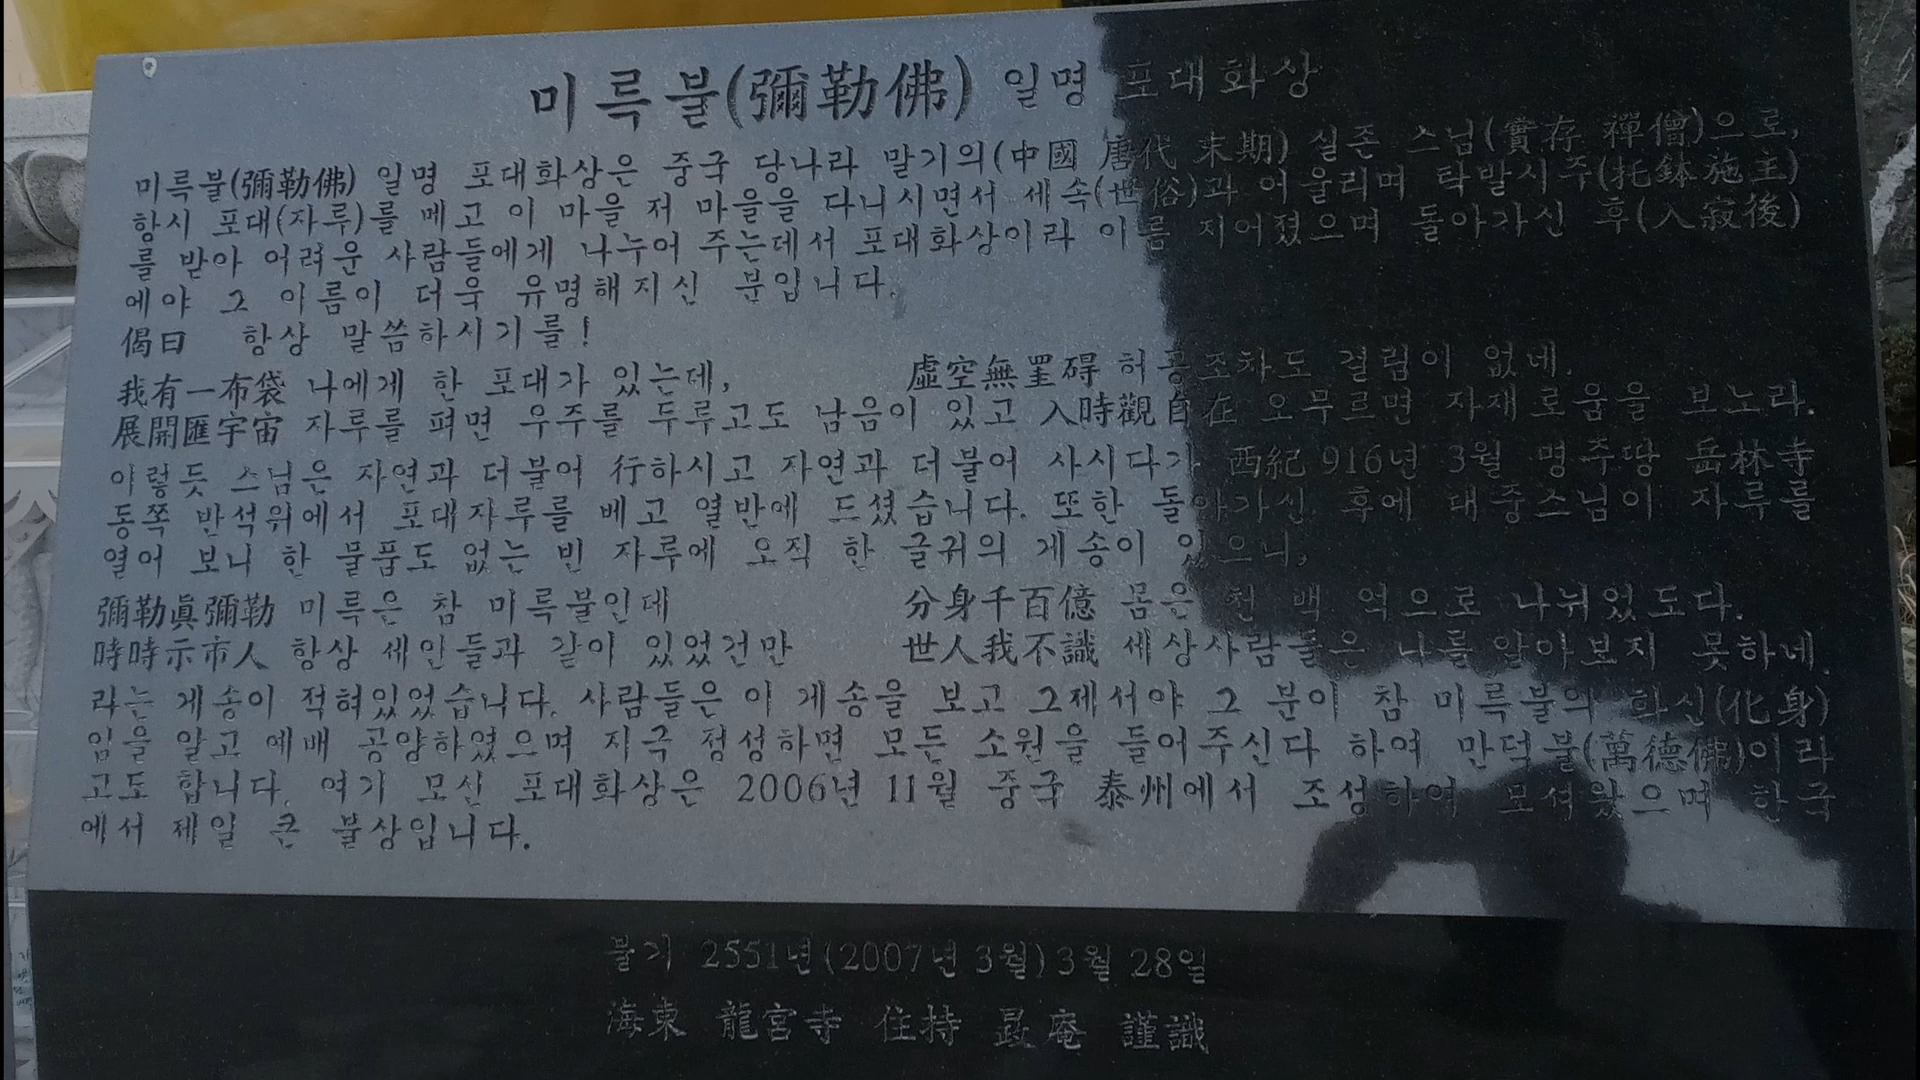 미륵불(彌勒佛) 일명 포대화상
미륵불(彌勒佛) 일명 포대화상은 중국 당나라 말기의(中國 唐代 末期) 실존 스님(實存 禪僧)으로,
항시 포대(자루)를 메고 이 마을 저 마을을 다니시면서 세속(世俗)과 어울리며 탁발시주(托鉢施主)
를 받아 어려운 사람들에게 나누어 주는데서 포대화상이라 이름 지어졌으며 돌아가신 후(入寂後)
에야 그 이름이 더욱 유명해지신 분입니다.
偈曰 항상 말씀하시기를!
我有一布袋 나에게 한 포대가 있는데, 虛空無罣碍 허공조차도 걸림이 없네.
展開匯宇宙 자루를 펴면 우주를 두루고도 남음이 있고 入時觀自在 오무르면 자재로움을 보노라.
이렇듯 스님은 자연과 더불어 行하시고 자연과 더불어 사시다가 西紀 916년 3월 명주땅 岳林寺
동쪽 반석위에서 포대자루를 베고 열반에 드셨습니다. 또한 돌아가신 후에 대중스님이 자루를
열어 보니 한 물품도 없는 빈 자루에 오직 한 글귀의 게송이 있으니,
彌勒眞彌勒 미륵은 참 미륵불인데 分身千百億 몸은 천 백 억으로 나뉘었도다.
時時示市人 항상 세인들과 같이 있었건만 世人我不識 세상사람들은 나를 알아보지 못하네.
라는 게송이 적혀있었습니다. 사람들은 이 게송을 보고 그제서야 그 분이 참 미륵불의 화신(化身)
임을 알고 예배 공양하였으며 지극 정성하면 모든 소원을 들어주신다 하여 만덕불(萬德佛)이라
고도 합니다. 여기 모신 포대화상은 2006년 11월 중국 泰州에서 조성하여 모셔왔으며 한국
에서 제일 큰 불상입니다.
불기 2551년(2007년 3월)3월 28일
海東 龍宮寺 住持 庵 謹識